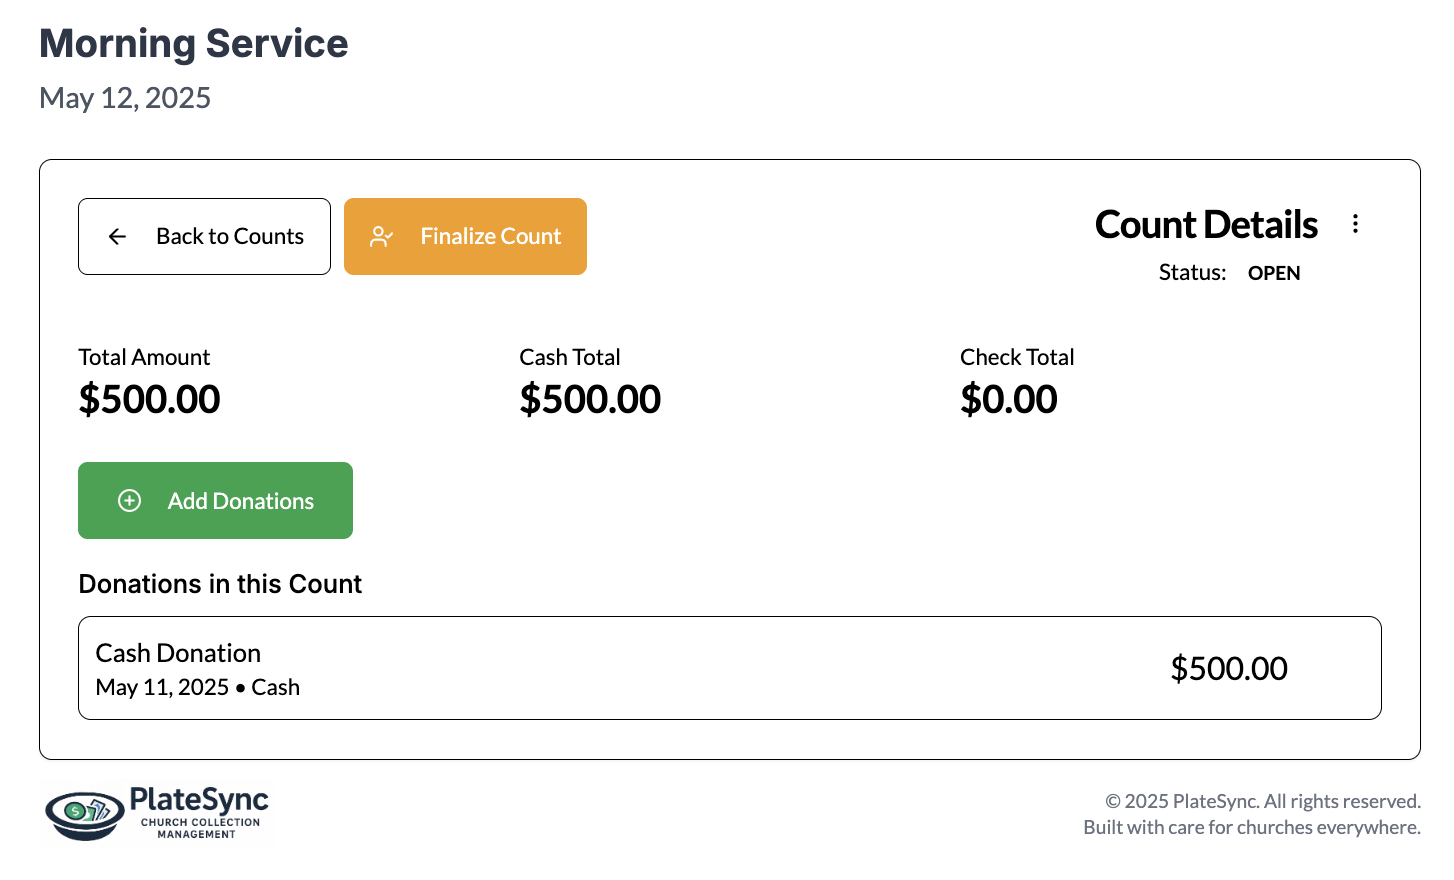 Morning Service
May 12, 2025
Back to Counts
Finalize Count
Count Details
Status: OPEN
Total Amount
$500.00
Cash Total
$500.00
Check Total
$0.00
Add Donations
Donations in this Count
Cash Donation
May 11, 2025 • Cash
$500.00
$
PlateSync
CHURCH COLLECTION
MANAGEMENT
© 2025 PlateSync. All rights reserved.
Built with care for churches everywhere.